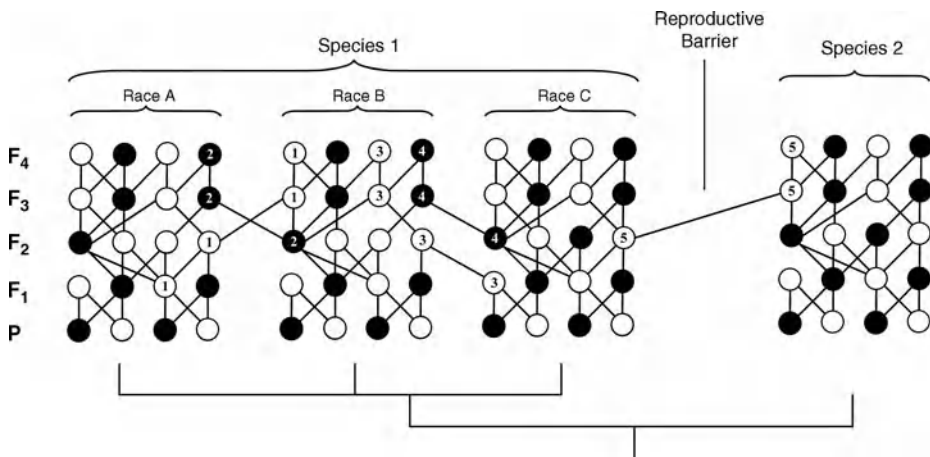 Reproductive
Barrier
Species 1
Species 2
Race A
Race B
Race C
F4 2 1 3 4 5
F3 2 1 3 4 5
F2 1 2 3 4 5
F1 1 3
P